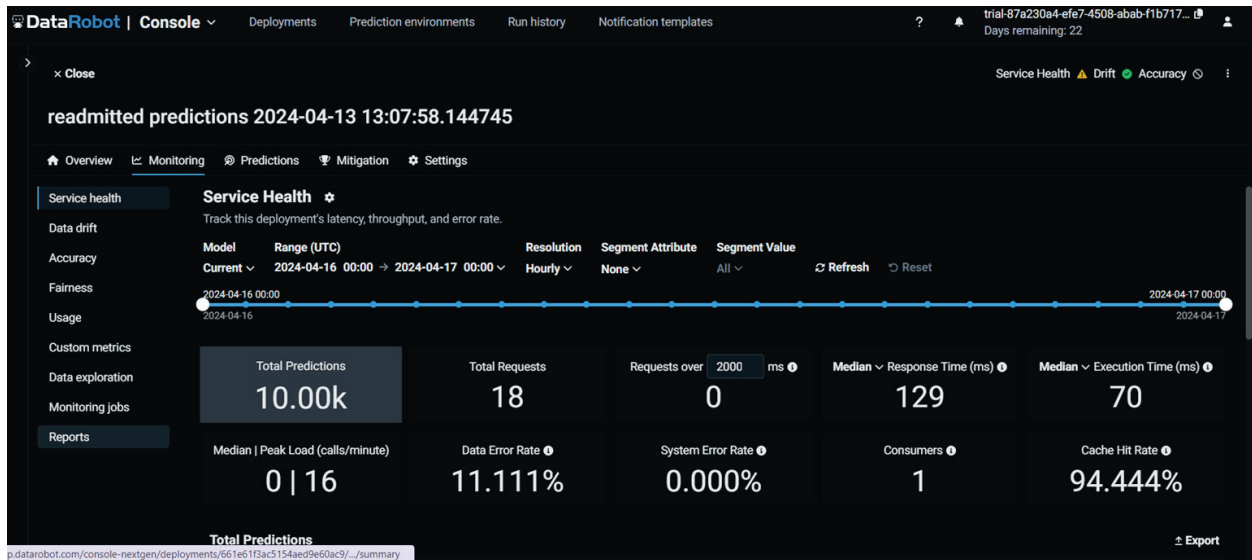 DataRobot | Console Deployments Prediction environments Run history Notification templates ? trial-87a230a4-efe7-4508-abab-f1b717...
Days remaining: 22
× Close Service Health Drift Accuracy
readmitted predictions 2024-04-13 13:07:58.144745
Overview Monitoring Predictions Mitigation Settings
Service health
Data drift
Accuracy
Fairness
Usage
Custom metrics
Data exploration
Monitoring jobs
Reports
Service Health
Track this deployment's latency, throughput, and error rate.
Model Range (UTC) Resolution Segment Attribute Segment Value
Current 2024-04-16 00:00 → 2024-04-17 00:00 Hourly None All Refresh Reset
2024-04-16 00:00 2024-04-17 00:00
2024-04-16 2024-04-17
Total Predictions Total Requests Requests over 2000 ms Median Response Time (ms) Median Execution Time (ms)
10.00k 18 0 129 70
Median | Peak Load (calls/minute) Data Error Rate System Error Rate Consumers Cache Hit Rate
0 | 16 11.111% 0.000% 1 94.444%
Total Predictions Export
p.datarobot.com/console-nextgen/deployments/661e61f3ac5154aed9e60ac9/.../summary